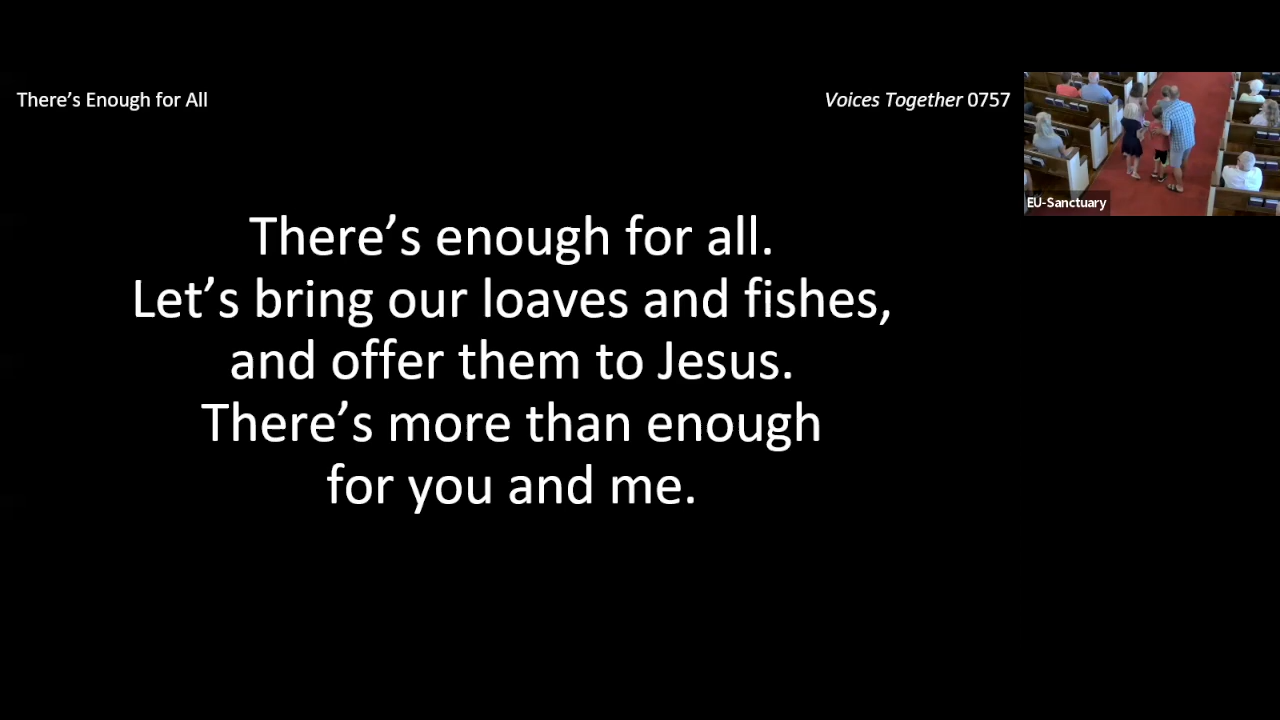 There’s Enough for All
Voices Together 0757
EU-Sanctuary
There’s enough for all.
Let’s bring our loaves and fishes,
and offer them to Jesus.
There’s more than enough
for you and me.